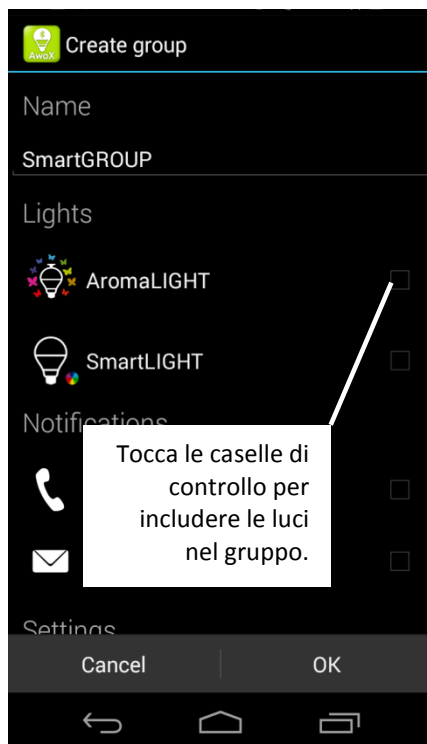 AwoX
Create group
Name
SmartGROUP
Lights
AromaLIGHT
SmartLIGHT
Notifications
Tocca le caselle di
controllo per
includere le luci
nel gruppo.
Settings
Cancel
OK